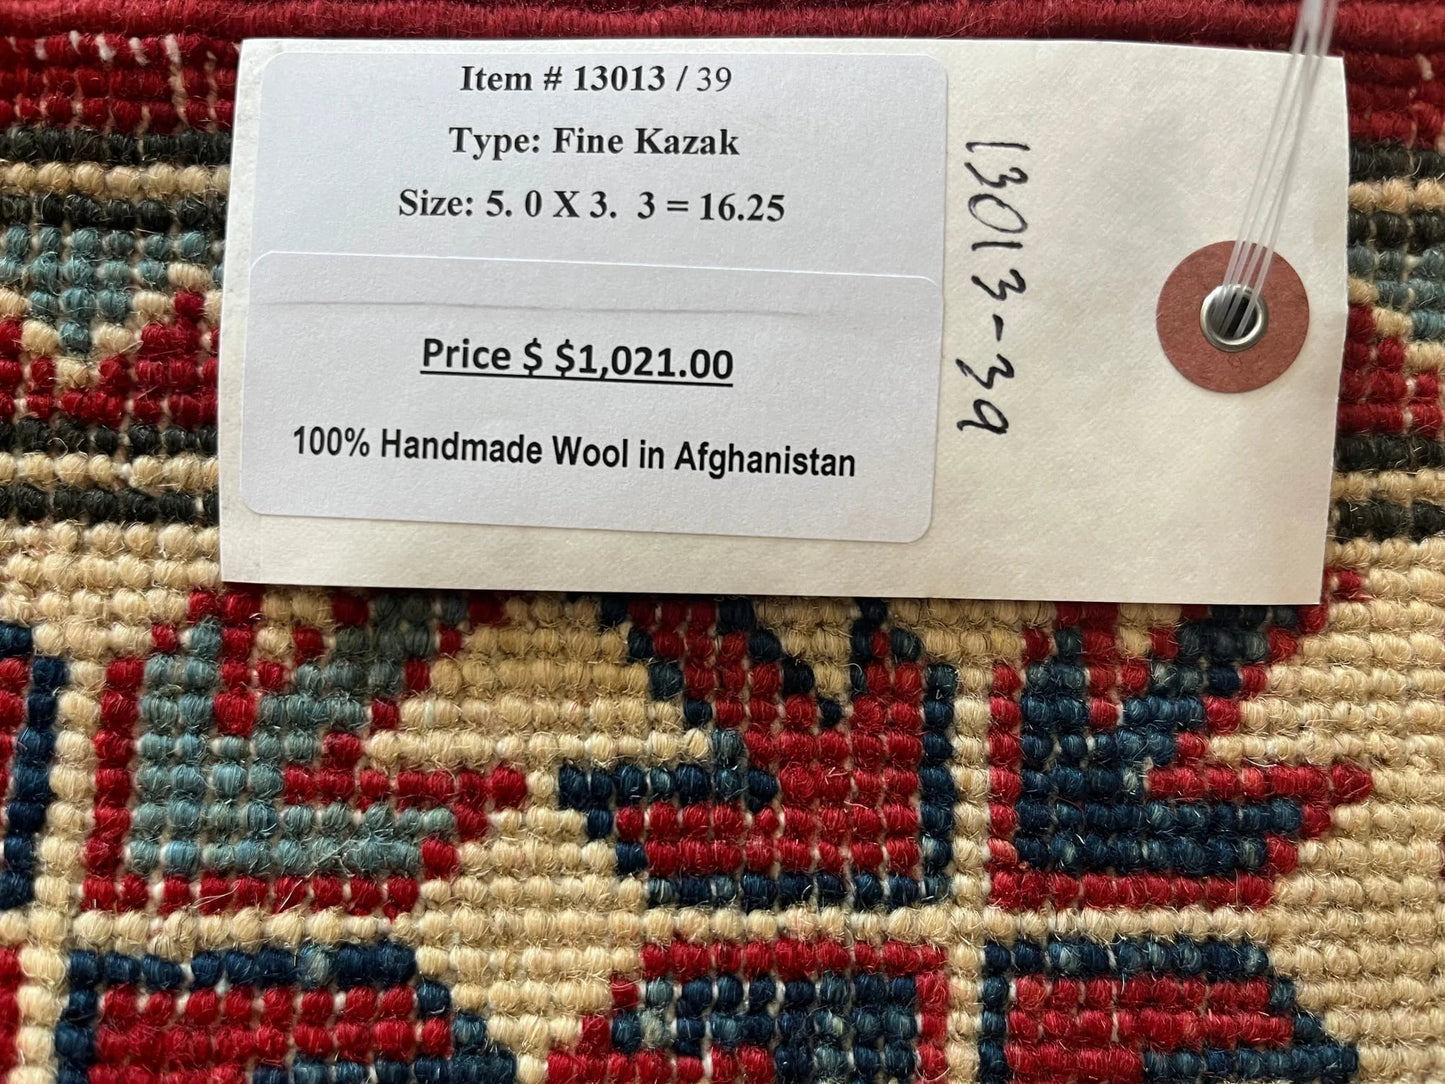 Item # 13013 / 39
Type: Fine Kazak
Size: 5. 0 X 3.  3 = 16.25
Price $ $1,021.00
100% Handmade Wool in Afghanistan
13013-39